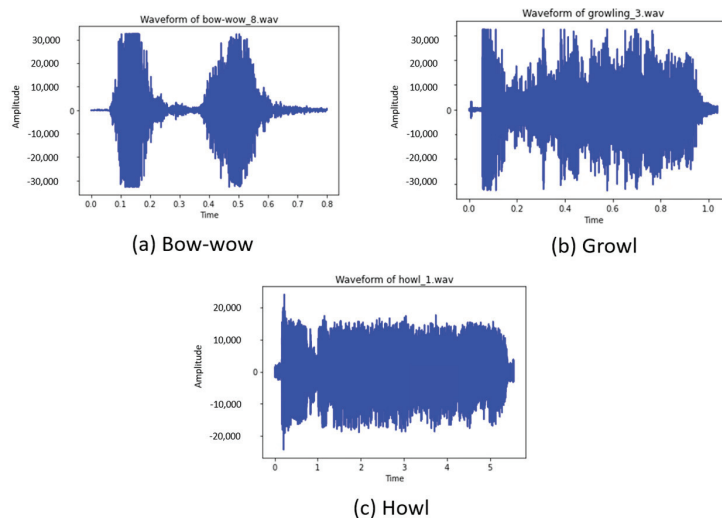 Waveform of bow-wow_8.wav
30,000
20,000
10,000
0
-10,000
-20,000
-30,000
Amplitude
0.0 0.1 0.2 0.3 0.4 0.5 0.6 0.7 0.8
Time
(a) Bow-wow
Waveform of growling_3.wav
30,000
20,000
10,000
0
-10,000
-20,000
-30,000
Amplitude
0.0 0.2 0.4 0.6 0.8 1.0
Time
(b) Growl
Waveform of howl_1.wav
20,000
10,000
0
-10,000
-20,000
Amplitude
0 1 2 3 4 5
Time
(c) Howl